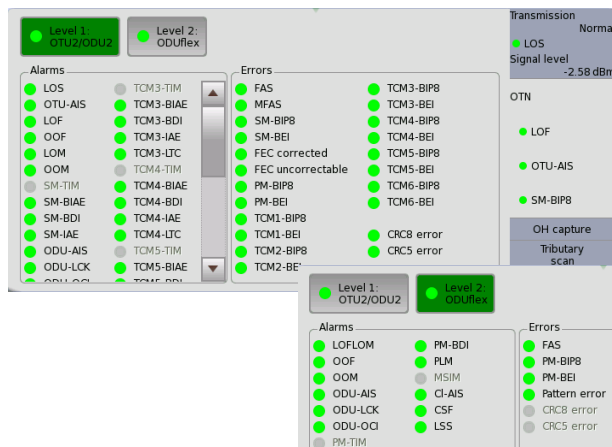 Level 1:
OTU2/ODU2
Level 2:
ODUflex
Transmission
Norma
LOS
Signal level
-2.58 dBm
Alarms
LOS
OTU-AIS
LOF
OOF
LOM
OOM
SM-TIM
SM-BIAE
SM-BDI
SM-IAE
ODU-AIS
ODU-LCK
ODU-OCI
TCM3-TIM
TCM3-BIAE
TCM3-BDI
TCM3-IAE
TCM3-LTC
TCM4-TIM
TCM4-BIAE
TCM4-BDI
TCM4-IAE
TCM4-LTC
TCM5-TIM
TCM5-BIAE
TCM5-BDI
Errors
FAS
MFAS
SM-BIP8
SM-BEI
FEC corrected
FEC uncorrectable
PM-BIP8
PM-BEI
TCM1-BIP8
TCM1-BEI
TCM2-BIP8
TCM2-BEI
TCM3-BIP8
TCM3-BEI
TCM4-BIP8
TCM4-BEI
TCM5-BIP8
TCM5-BEI
TCM6-BIP8
TCM6-BEI
CRC8 error
CRC5 error
OTN
LOF
OTU-AIS
SM-BIP8
OH capture
Tributary
scan
Level 1:
OTU2/ODU2
Level 2:
ODUflex
Alarms
LOFLOM
OOF
OOM
ODU-AIS
ODU-LCK
ODU-OCI
PM-TIM
PM-BDI
PLM
MSIM
CI-AIS
CSF
LSS
Errors
FAS
PM-BIP8
PM-BEI
Pattern error
CRC8 error
CRC5 error